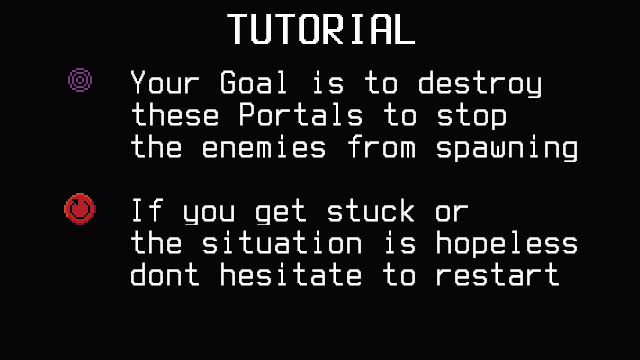 TUTORIAL
Your Goal is to destroy
these Portals to stop
the enemies from spawning
If you get stuck or
the situation is hopeless
dont hesitate to restart